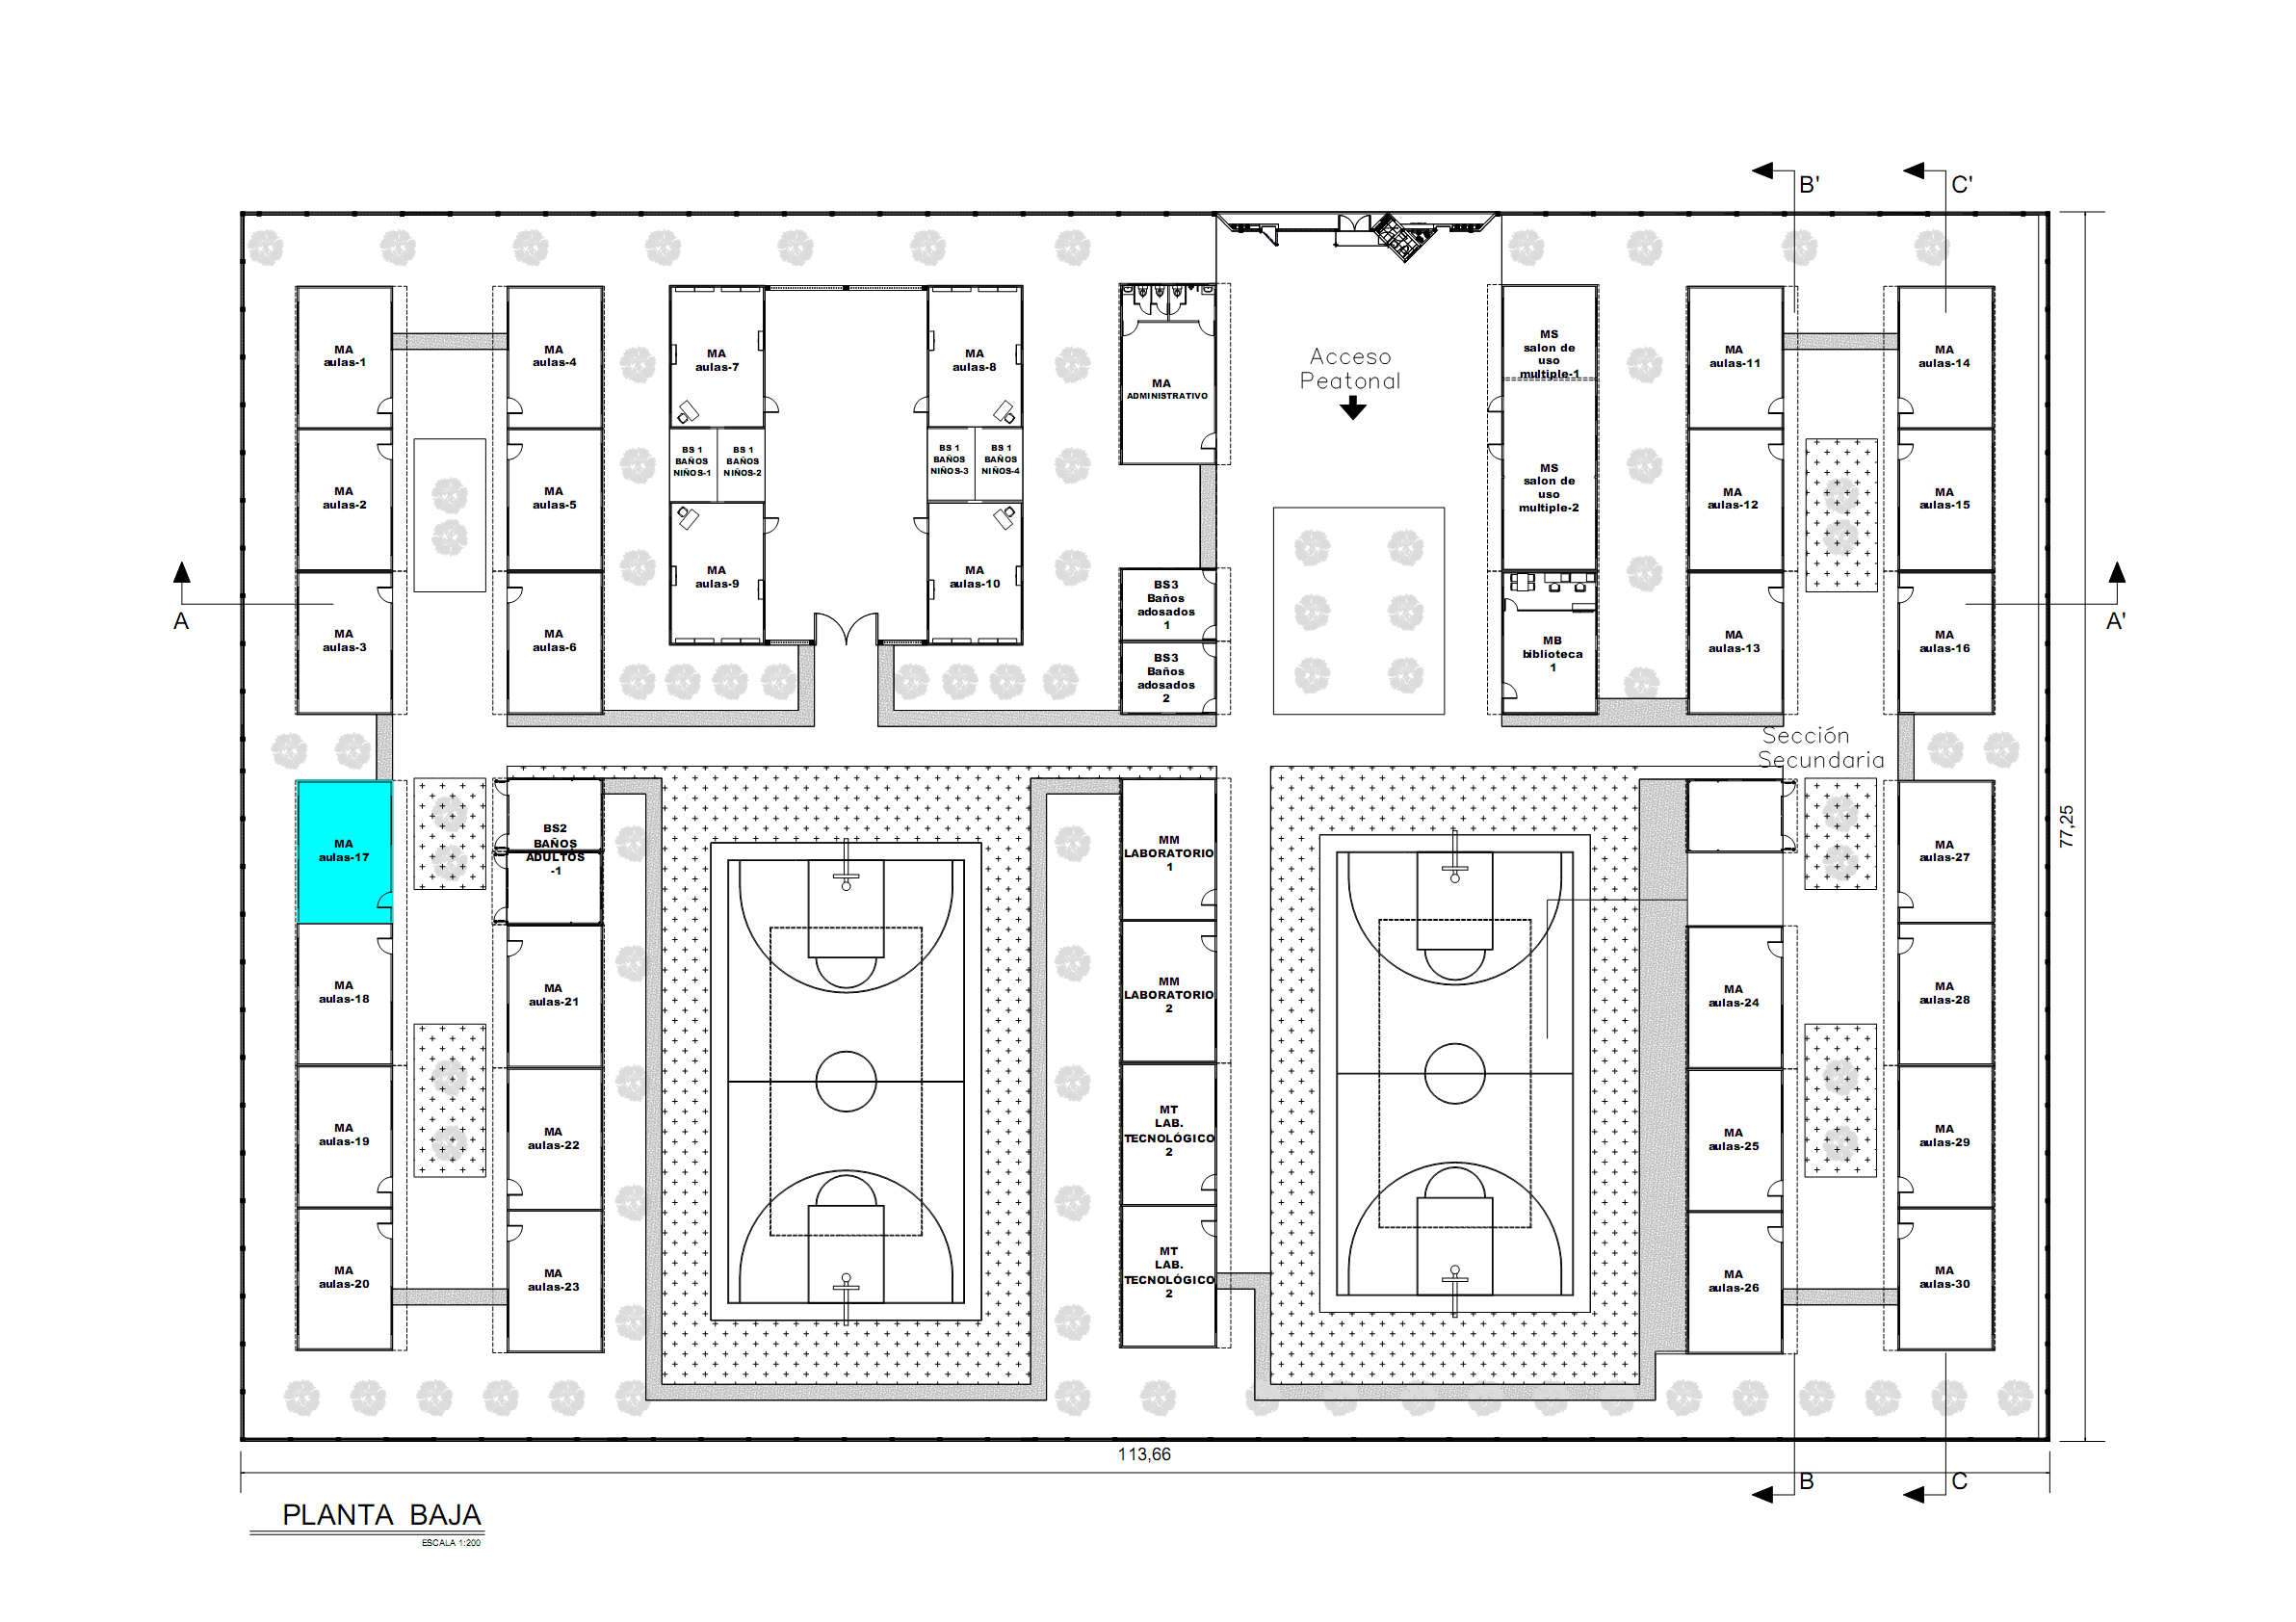 B'
C'
MA
aulas-1
MA
aulas-4
MA
aulas-7
MA
aulas-8
MA
ADMINISTRATIVO
Acceso
Peatonal
MS
salon de
uso
multiple-1
MA
aulas-11
MA
aulas-14
BS 1
BAÑOS
NIÑOS-1
BS 1
BAÑOS
NIÑOS-2
BS 1
BAÑOS
NIÑOS-3
BS 1
BAÑOS
NIÑOS-4
MA
aulas-2
MA
aulas-5
MS
salon de
uso
multiple-2
MA
aulas-12
MA
aulas-15
A
MA
aulas-3
MA
aulas-6
MA
aulas-9
MA
aulas-10
BS3
Baños
adosados
1
BS3
Baños
adosados
2
MB
biblioteca
1
MA
aulas-13
MA
aulas-16
A'
Sección
Secundaria
MA
aulas-17
BS2
BAÑOS
ADULTOS
-1
MM
LABORATORIO
1
MA
aulas-27
77,25
MA
aulas-18
MA
aulas-21
MM
LABORATORIO
2
MA
aulas-24
MA
aulas-28
MA
aulas-19
MA
aulas-22
MT
LAB.
TECNOLÓGICO
2
MA
aulas-25
MA
aulas-29
MA
aulas-20
MA
aulas-23
MT
LAB.
TECNOLÓGICO
2
MA
aulas-26
MA
aulas-30
113,66
B
C
PLANTA BAJA
ESCALA 1:200